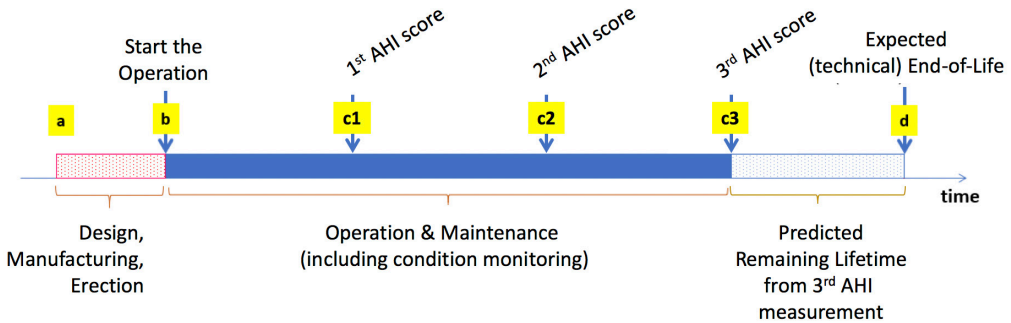 Start the
Operation
1st AHI score
2nd AHI score
3rd AHI score
Expected
(technical) End-of-Life
a
b
c1
c2
c3
d
time
Design,
Manufacturing,
Erection
Operation & Maintenance
(including condition monitoring)
Predicted
Remaining Lifetime
from 3rd AHI
measurement